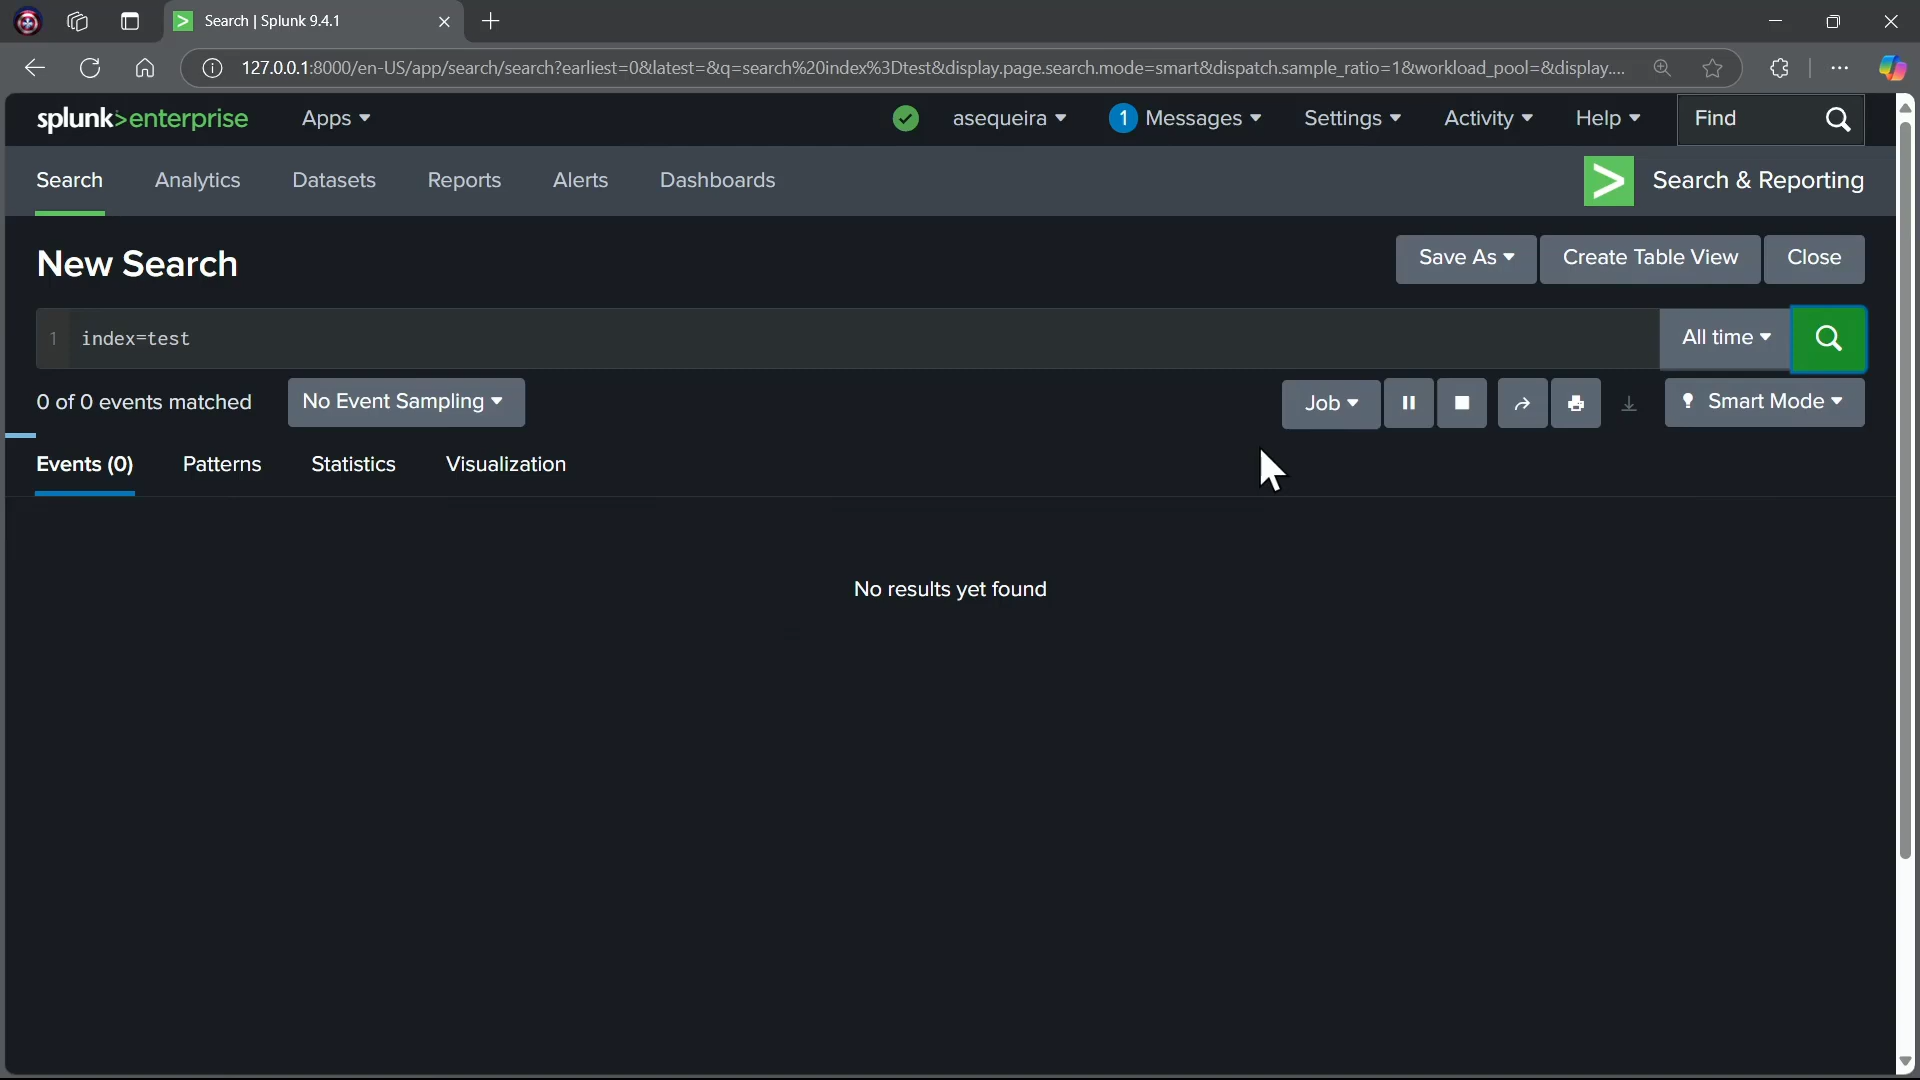 Search | Splunk 9.4.1
127.0.0.1:8000/en-US/app/search/search?earliest=0&latest=&q=search%20index%3Dtest&display.page.search.mode=smart&dispatch.sample_ratio=1&workload_pool=&display....
splunk>enterprise Apps asequeira 1 Messages Settings Activity Help Find
Search Analytics Datasets Reports Alerts Dashboards > Search & Reporting
New Search Save As Create Table View Close
1 index=test All time
0 of 0 events matched No Event Sampling Job Smart Mode
Events (0) Patterns Statistics Visualization
No results yet found